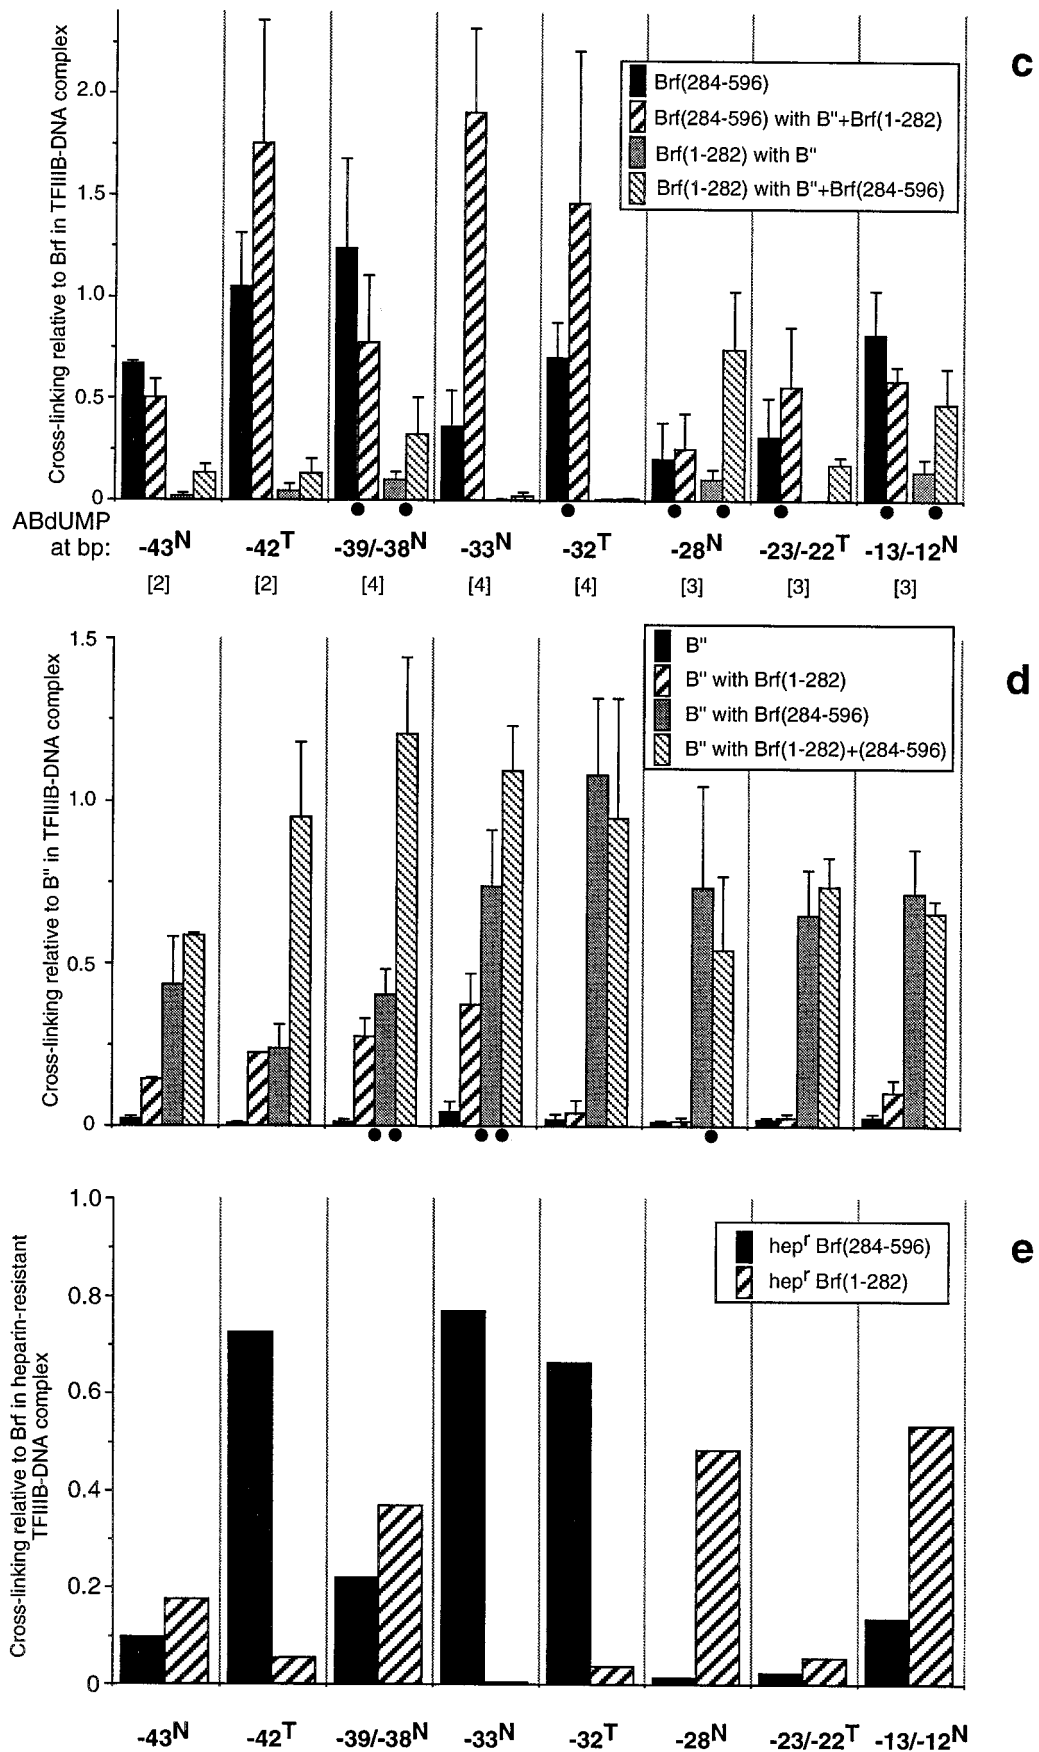 c
Cross-linking relative to Brf in TFIIIB-DNA complex
2.0
1.5
1.0
0.5
0
Brf(284-596)
Brf(284-596) with B"+Brf(1-282)
Brf(1-282) with B"
Brf(1-282) with B"+Brf(284-596)
ABdUMP
at bp:
-43N -42T -39/-38N -33N -32T -28N -23/-22T -13/-12N
[2] [2] [4] [4] [4] [3] [3] [3]
d
Cross-linking relative to B" in TFIIIB-DNA complex
1.5
1.0
0.5
0
B"
B" with Brf(1-282)
B" with Brf(284-596)
B" with Brf(1-282)+(284-596)
e
Cross-linking relative to Brf in heparin-resistant
TFIIIB-DNA complex
1.0
0.8
0.6
0.4
0.2
0
hepr Brf(284-596)
hepr Brf(1-282)
-43N -42T -39/-38N -33N -32T -28N -23/-22T -13/-12N